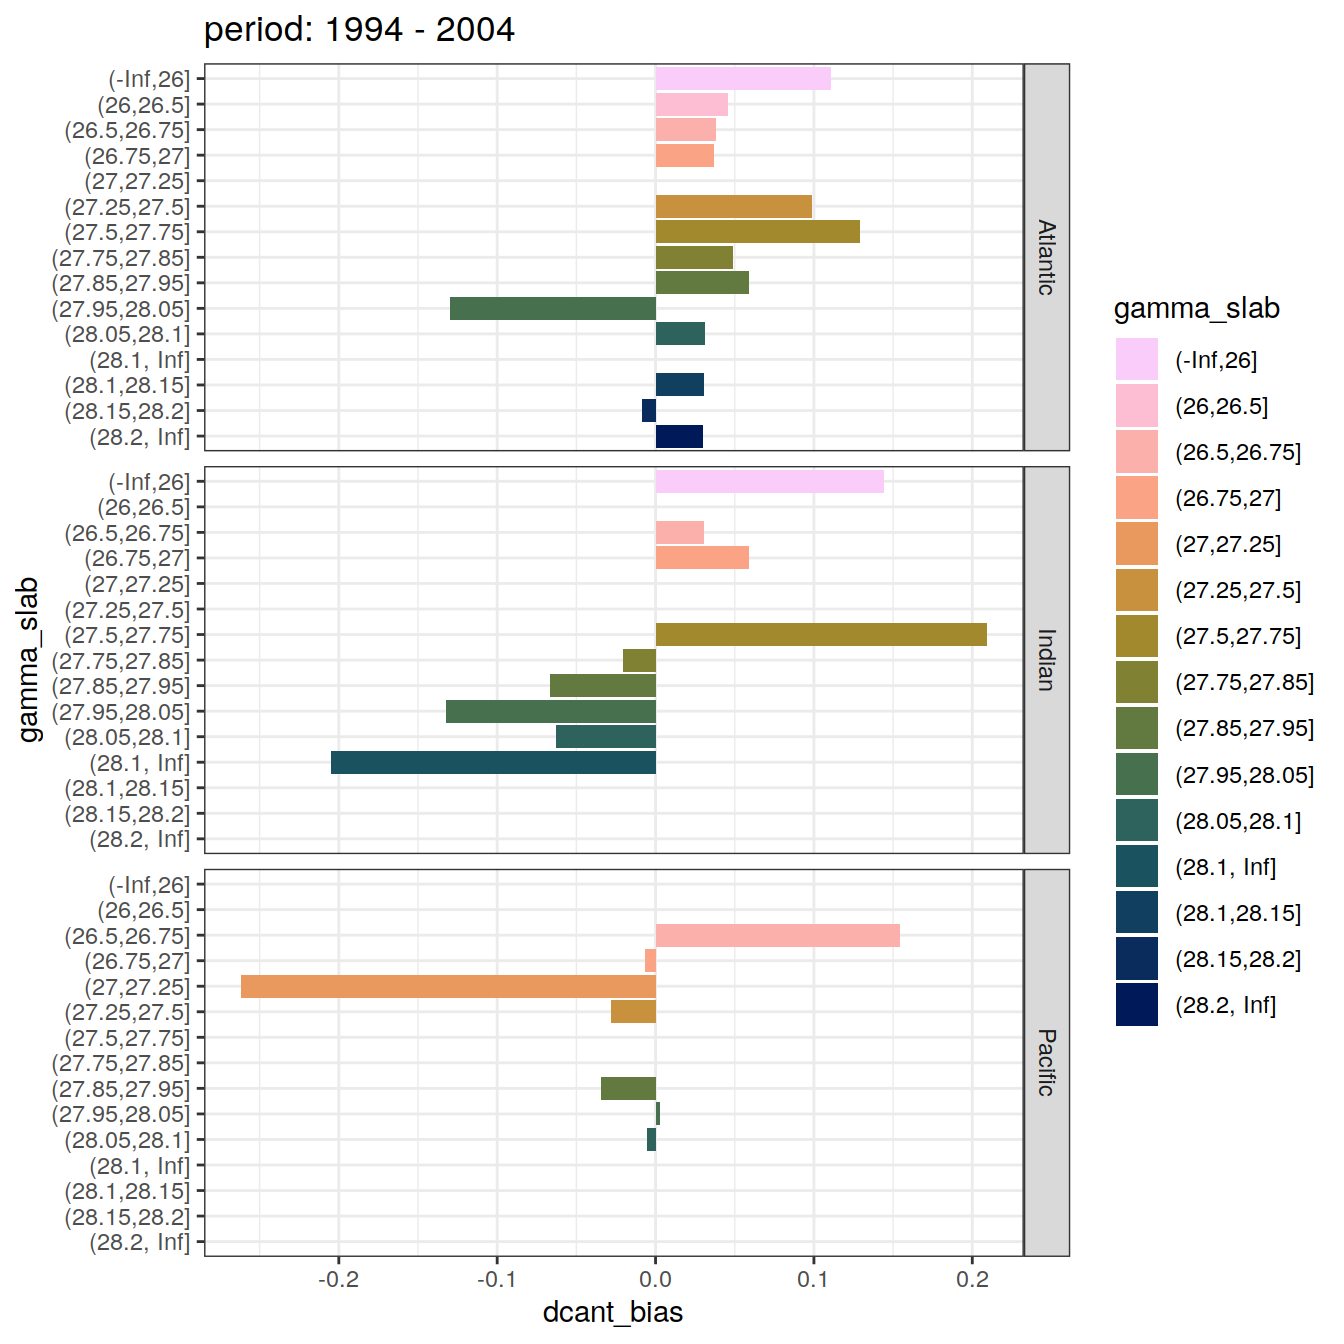 period: 1994 - 2004
(-Inf,26]
(26,26.5]
(26.5,26.75]
(26.75,27]
(27,27.25]
(27.25,27.5]
(27.5,27.75]
(27.75,27.85]
(27.85,27.95]
(27.95,28.05]
(28.05,28.1]
(28.1, Inf]
(28.1,28.15]
(28.15,28.2]
(28.2, Inf]
Atlantic
(-Inf,26]
(26,26.5]
(26.5,26.75]
(26.75,27]
(27,27.25]
(27.25,27.5]
(27.5,27.75]
(27.75,27.85]
(27.85,27.95]
(27.95,28.05]
(28.05,28.1]
(28.1, Inf]
(28.1,28.15]
(28.15,28.2]
(28.2, Inf]
Indian
(-Inf,26]
(26,26.5]
(26.5,26.75]
(26.75,27]
(27,27.25]
(27.25,27.5]
(27.5,27.75]
(27.75,27.85]
(27.85,27.95]
(27.95,28.05]
(28.05,28.1]
(28.1, Inf]
(28.1,28.15]
(28.15,28.2]
(28.2, Inf]
Pacific
gamma_slab
-0.2 -0.1 0.0 0.1 0.2
dcant_bias
gamma_slab
(-Inf,26]
(26,26.5]
(26.5,26.75]
(26.75,27]
(27,27.25]
(27.25,27.5]
(27.5,27.75]
(27.75,27.85]
(27.85,27.95]
(27.95,28.05]
(28.05,28.1]
(28.1, Inf]
(28.1,28.15]
(28.15,28.2]
(28.2, Inf]